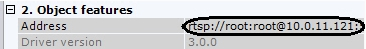 2. Object features
Address rtsp://root:root@10.0.11.121:
Driver version 3.0.0